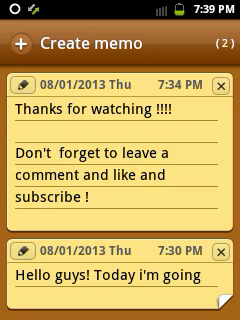 7:39 PM
Create memo
( 2 )
08/01/2013 Thu 7:34 PM
Thanks for watching !!!!
Don't forget to leave a
comment and like and
subscribe !
08/01/2013 Thu 7:30 PM
Hello guys! Today i'm going